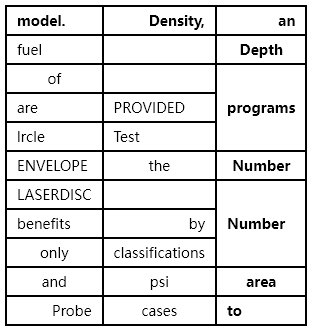 model. Density, an
fuel Depth
of
are PROVIDED programs
lrcle Test
ENVELOPE the Number
LASERDISC
benefits by Number
only classifications
and psi area
Probe cases to